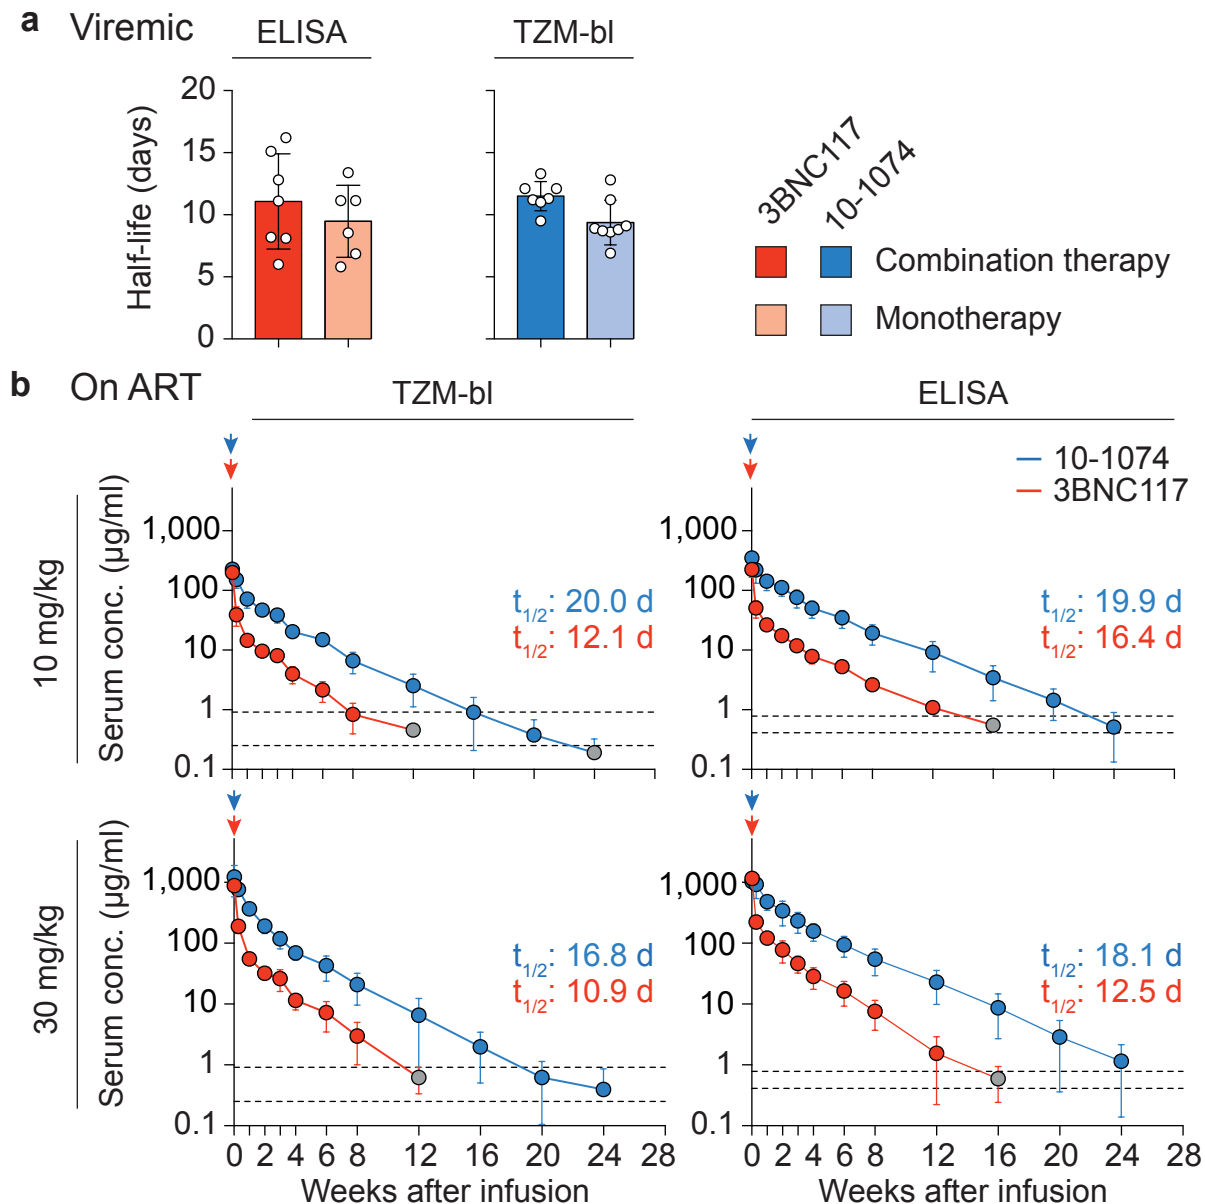 a Viremic
ELISA
TZM-bl
Half-life (days)
20
15
10
5
0
3BNC117
10-1074
Combination therapy
Monotherapy
b On ART
TZM-bl
ELISA
10 mg/kg
Serum conc. (µg/ml)
1,000
100
10
1
0.1
t1/2: 20.0 d
t1/2: 12.1 d
10-1074
3BNC117
1,000
100
10
1
0.1
t1/2: 19.9 d
t1/2: 16.4 d
30 mg/kg
Serum conc. (µg/ml)
1,000
100
10
1
0.1
t1/2: 16.8 d
t1/2: 10.9 d
0 2 4 6 8 12 16 20 24 28
Weeks after infusion
1,000
100
10
1
0.1
t1/2: 18.1 d
t1/2: 12.5 d
0 2 4 6 8 12 16 20 24 28
Weeks after infusion